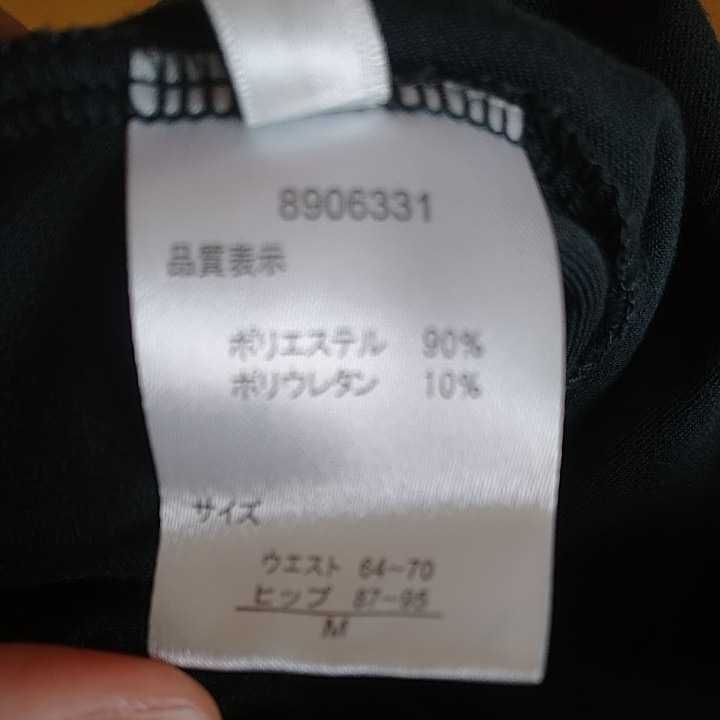 8906331
品質表示
ポリエステル 90%
ポリウレタン 10%
サイズ
ウエスト 64-70
ヒップ 87-95
M